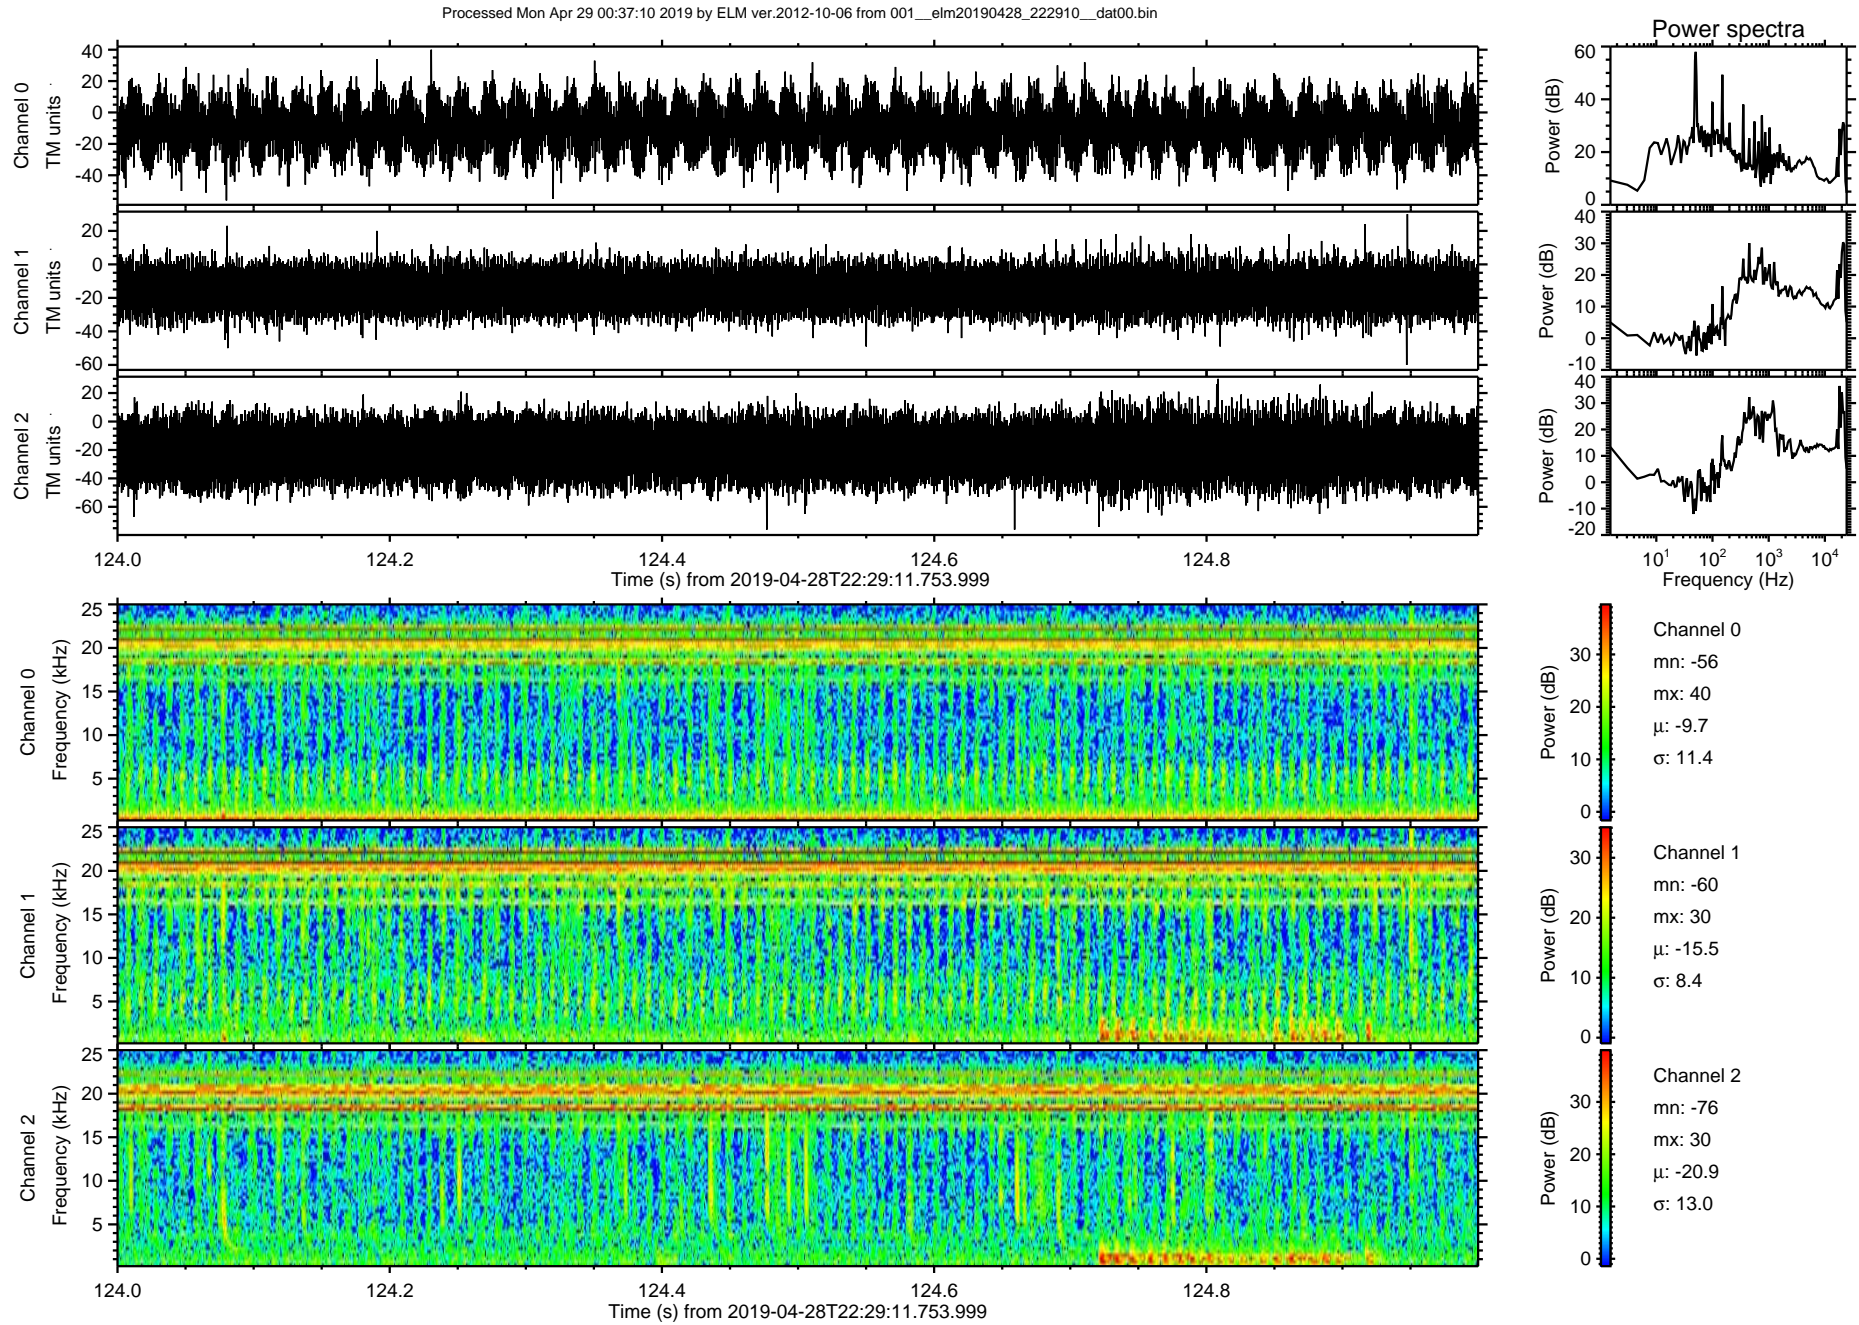 Processed Mon Apr 29 00:37:10 2019 by ELM ver.2012-10-06 from 001__elm20190428_222910__dat00.bin
Power spectra
Channel 0
TM units
40
20
0
-20
-40
Power (dB)
60
40
20
0
Channel 1
TM units
20
0
-20
-40
-60
Power (dB)
40
30
20
10
0
-10
Channel 2
TM units
20
0
-20
-40
-60
Power (dB)
40
30
20
10
0
-10
-20
124.0 124.2 124.4 124.6 124.8
Time (s) from 2019-04-28T22:29:11.753.999
10¹ 10² 10³ 10⁴
Frequency (Hz)
Channel 0
Frequency (kHz)
25
20
15
10
5
Power (dB)
30
20
10
0
Channel 0
mn: -56
mx: 40
μ: -9.7
σ: 11.4
Channel 1
Frequency (kHz)
25
20
15
10
5
Power (dB)
30
20
10
0
Channel 1
mn: -60
mx: 30
μ: -15.5
σ: 8.4
Channel 2
Frequency (kHz)
25
20
15
10
5
Power (dB)
30
20
10
0
Channel 2
mn: -76
mx: 30
μ: -20.9
σ: 13.0
124.0 124.2 124.4 124.6 124.8
Time (s) from 2019-04-28T22:29:11.753.999